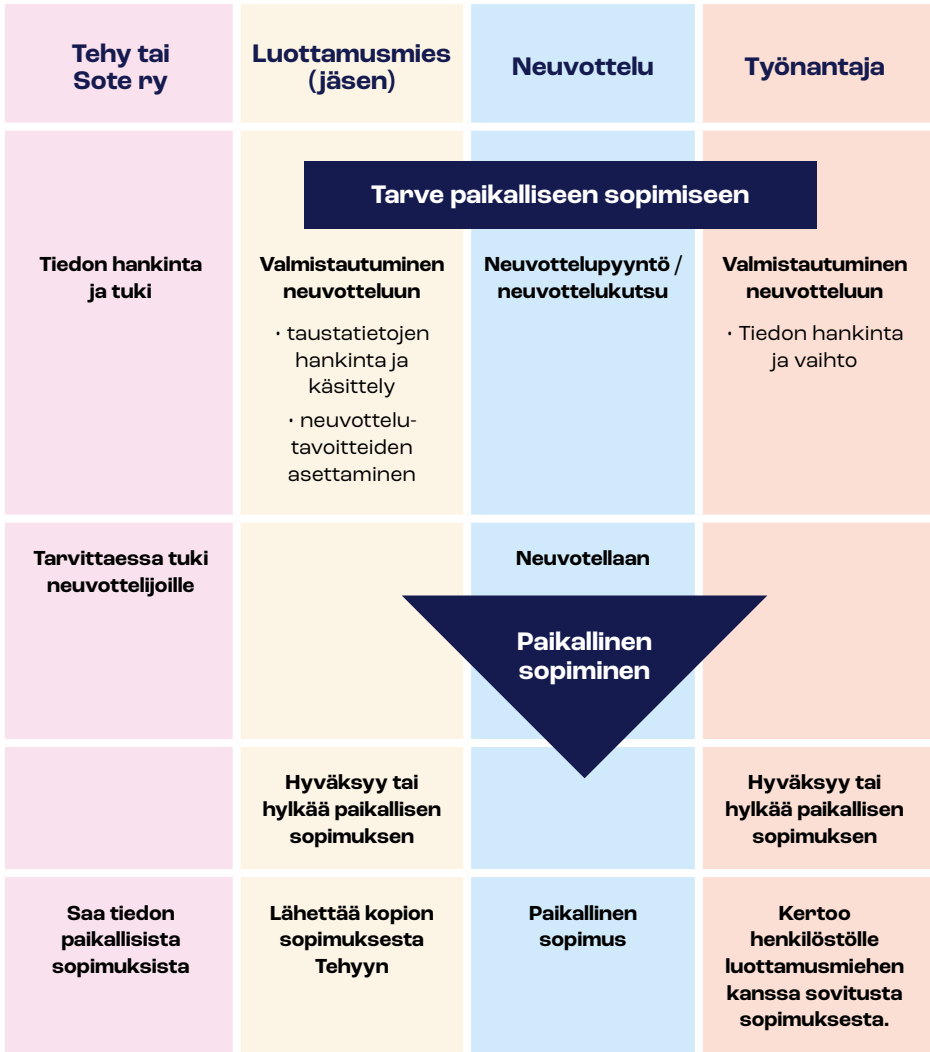 Tehy tai
Sote ry
Luottamusmies
(jäsen)
Neuvottelu
Työnantaja
Tarve paikalliseen sopimiseen
Tiedon hankinta
ja tuki
Valmistautuminen
neuvotteluun
· taustatietojen
hankinta ja
käsittely
· neuvottelu-
tavoitteiden
asettaminen
Neuvottelupyyntö /
neuvottelukutsu
Valmistautuminen
neuvotteluun
· Tiedon hankinta
ja vaihto
Tarvittaessa tuki
neuvottelijoille
Neuvotellaan
Paikallinen
sopiminen
Hyväksyy tai
hylkää paikallisen
sopimuksen
Hyväksyy tai
hylkää paikallisen
sopimuksen
Saa tiedon
paikallisista
sopimuksista
Lähettää kopion
sopimuksesta
Tehyyn
Paikallinen
sopimus
Kertoo
henkilöstölle
luottamusmiehen
kanssa sovitusta
sopimuksesta.